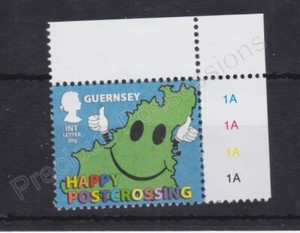 GUERNSEY
INT
LETTER
20g
HAPPY
POSTCROSSING
1A
1A
1A
1A